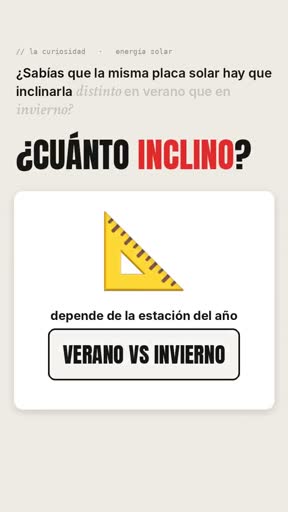 // la curiosidad · energía solar
¿Sabías que la misma placa solar hay que
inclinarla distinto en verano que en
invierno?
¿CUÁNTO INCLINO?
depende de la estación del año
VERANO VS INVIERNO